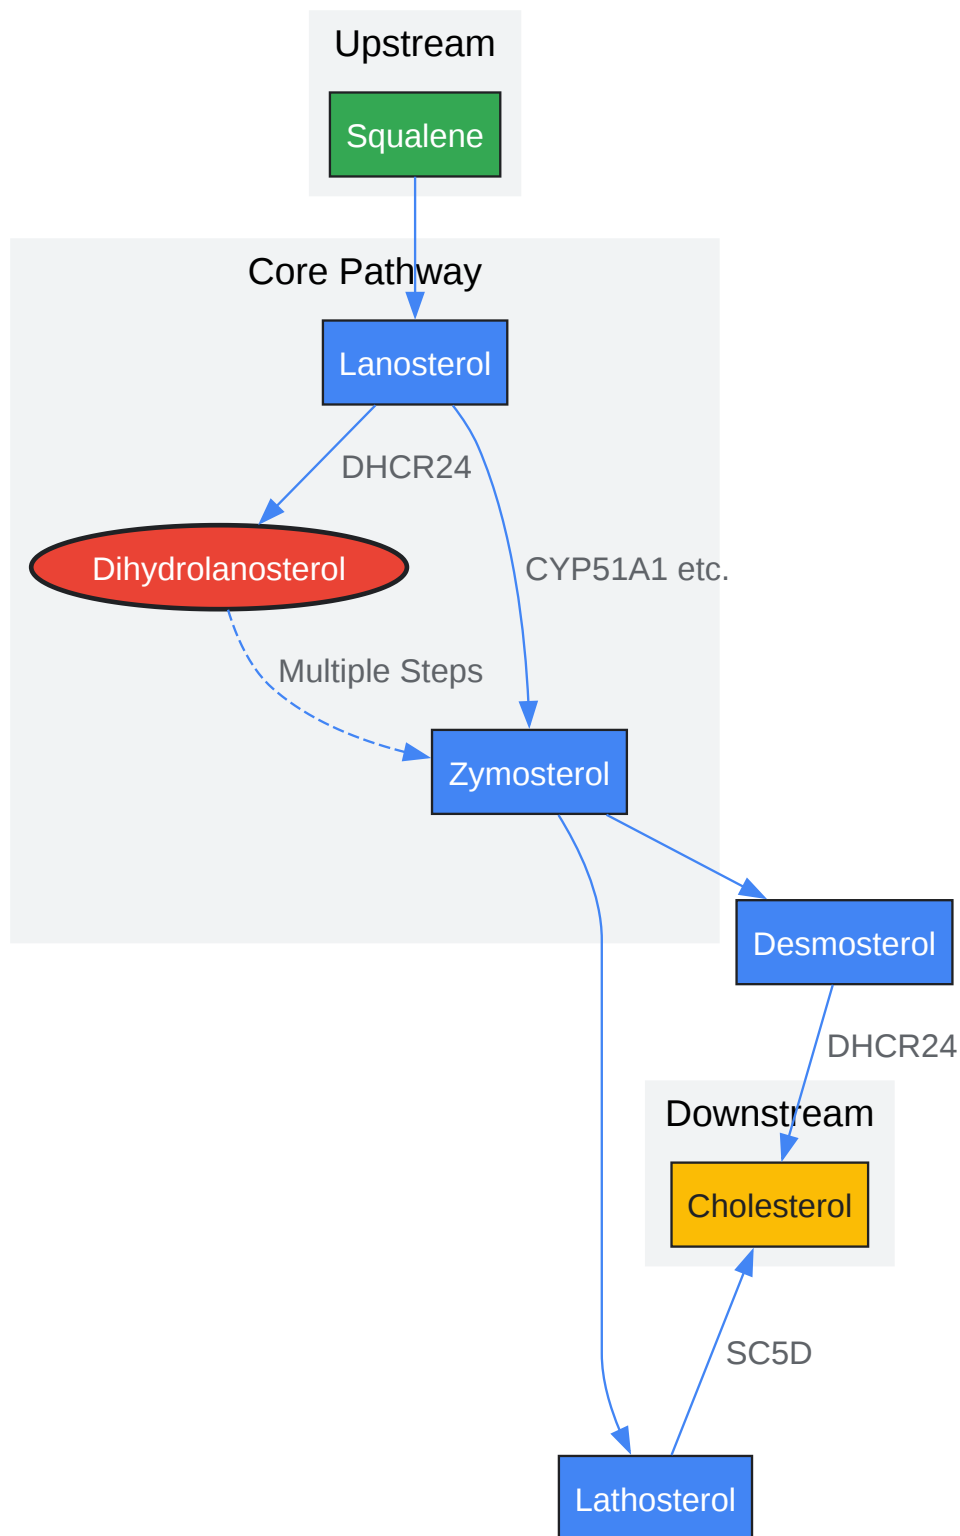 Upstream
Squalene
Core Pathway
Lanosterol
DHCR24
Dihydrolanosterol
CYP51A1 etc.
Multiple Steps
Zymosterol
Desmosterol
DHCR24
Downstream
Cholesterol
SC5D
Lathosterol